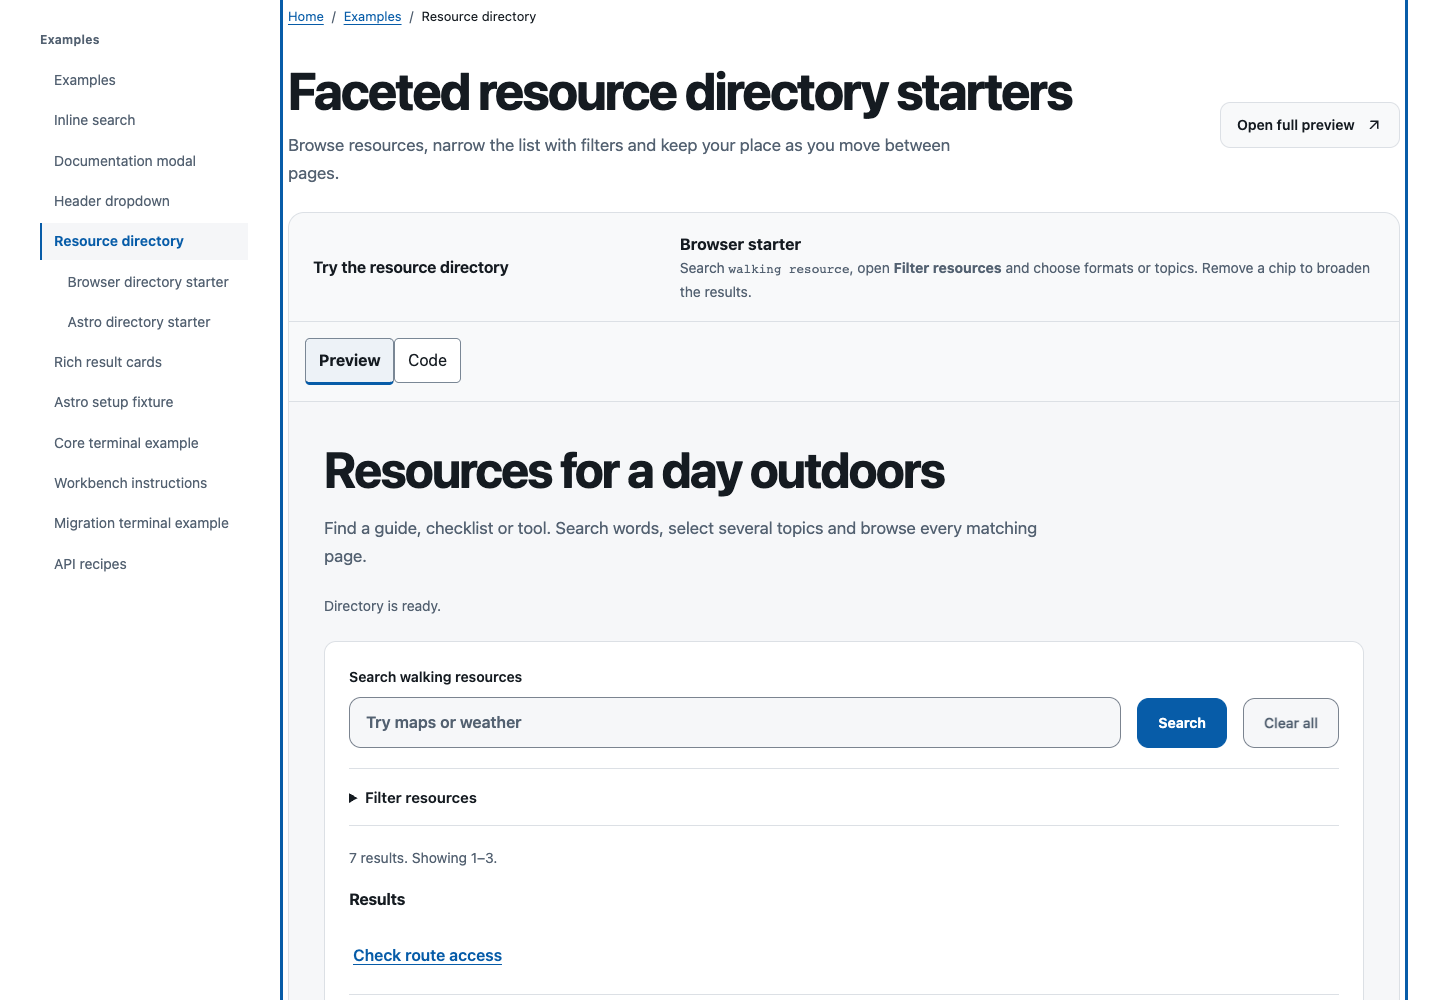 Home / Examples / Resource directory
Examples
Examples
Inline search
Documentation modal
Header dropdown
Resource directory
Browser directory starter
Astro directory starter
Rich result cards
Astro setup fixture
Core terminal example
Workbench instructions
Migration terminal example
API recipes
Faceted resource directory starters
Browse resources, narrow the list with filters and keep your place as you move between
pages.
Open full preview
Try the resource directory
Browser starter
Search walking resource, open Filter resources and choose formats or topics. Remove a chip to broaden
the results.
Preview
Code
Resources for a day outdoors
Find a guide, checklist or tool. Search words, select several topics and browse every matching
page.
Directory is ready.
Search walking resources
Try maps or weather
Search
Clear all
Filter resources
7 results. Showing 1–3.
Results
Check route access